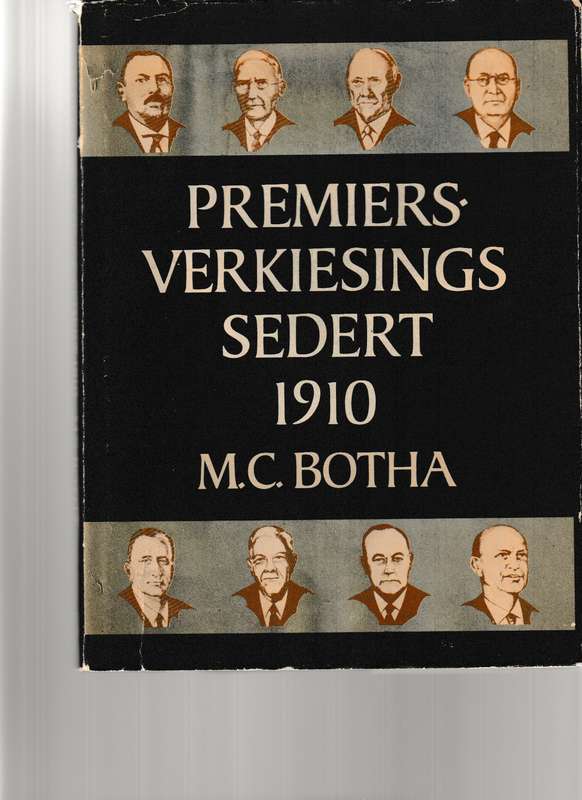 PREMIERS-
VERKIESINGS
SEDERT
1910
M.C. BOTHA